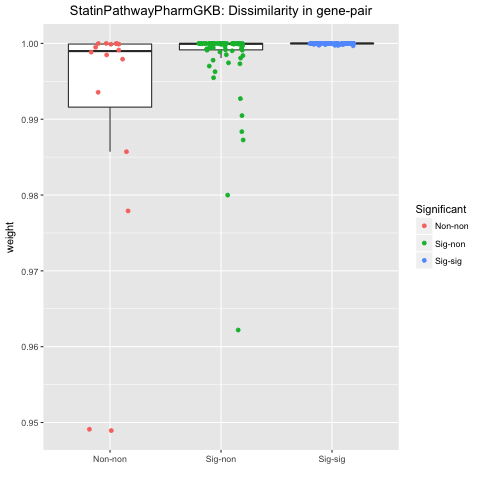 StatinPathwayPharmGKB: Dissimilarity in gene-pair
weight
1.00
0.99
0.98
0.97
0.96
0.95
Non-non
Sig-non
Sig-sig
Significant
Non-non
Sig-non
Sig-sig